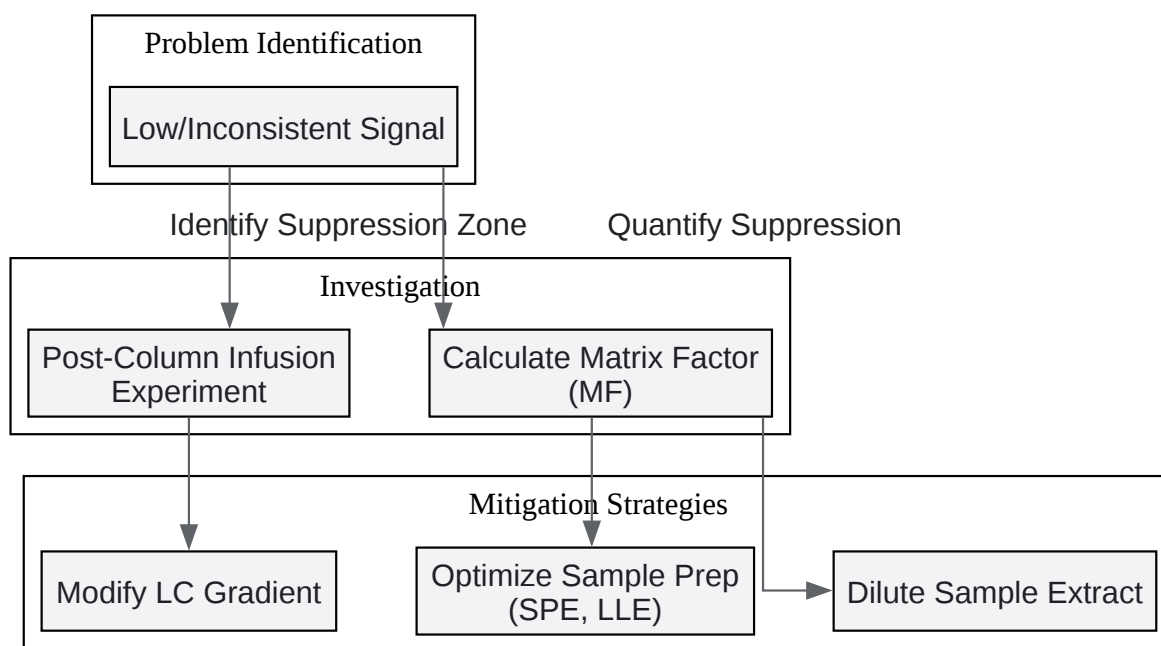 Problem Identification
Low/Inconsistent Signal
Identify Suppression Zone
Quantify Suppression
Investigation
Post-Column Infusion
Experiment
Calculate Matrix Factor
(MF)
Mitigation Strategies
Modify LC Gradient
Optimize Sample Prep
(SPE, LLE)
Dilute Sample Extract